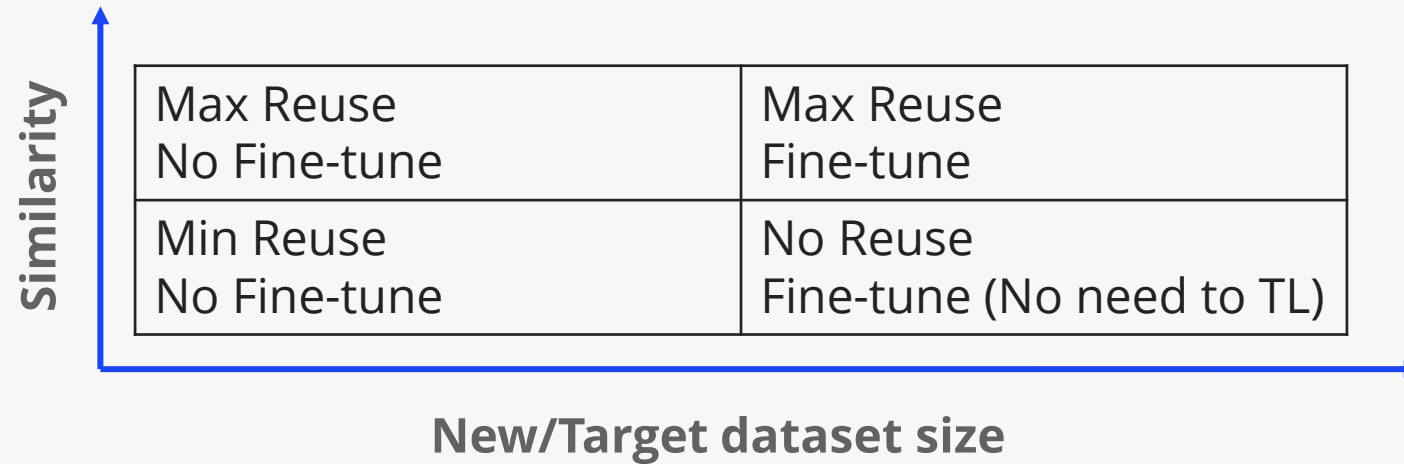 Similarity
Max Reuse
No Fine-tune
Max Reuse
Fine-tune
Min Reuse
No Fine-tune
No Reuse
Fine-tune (No need to TL)
New/Target dataset size